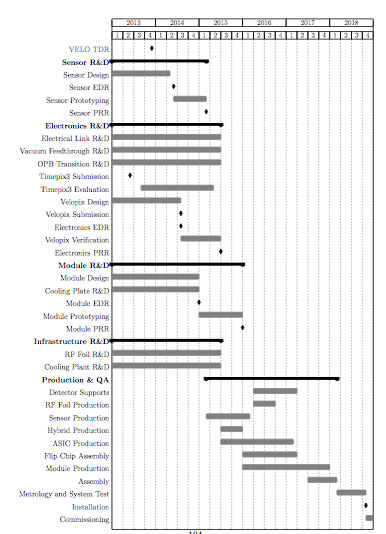 2013 2014 2015 2016 2017 2018
1 2 3 4 1 2 3 4 1 2 3 4 1 2 3 4 1 2 3 4 1 2 3 4
VELO TDR
Sensor R&D
Sensor Design
Sensor EDR
Sensor Prototyping
Sensor PRR
Electronics R&D
Electrical Link R&D
Vacuum Feedthrough R&D
OPB Transition R&D
Timepix3 Submission
Timepix3 Evaluation
Velopix Design
Velopix Submission
Electronics EDR
Velopix Verification
Electronics PRR
Module R&D
Module Design
Cooling Plate R&D
Module EDR
Module Prototyping
Module PRR
Infrastructure R&D
RF Foil R&D
Cooling Plant R&D
Production & QA
Detector Supports
RF Foil Production
Sensor Production
Hybrid Production
ASIC Production
Flip Chip Assembly
Module Production
Assembly
Metrology and System Test
Installation
Commissioning